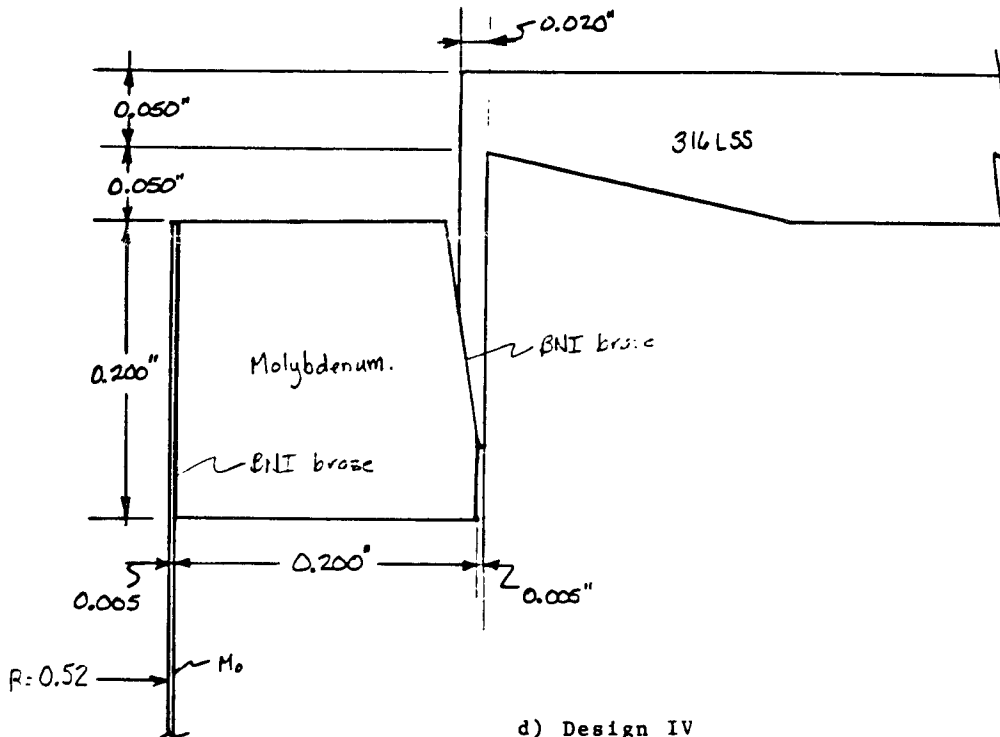 0.020"
0.050"
316 LSS
0.050"
0.200"
Molybdenum.
BNI
BNI braze
0.200"
0.005
0.005"
R=0.52
Mo
d) Design IV